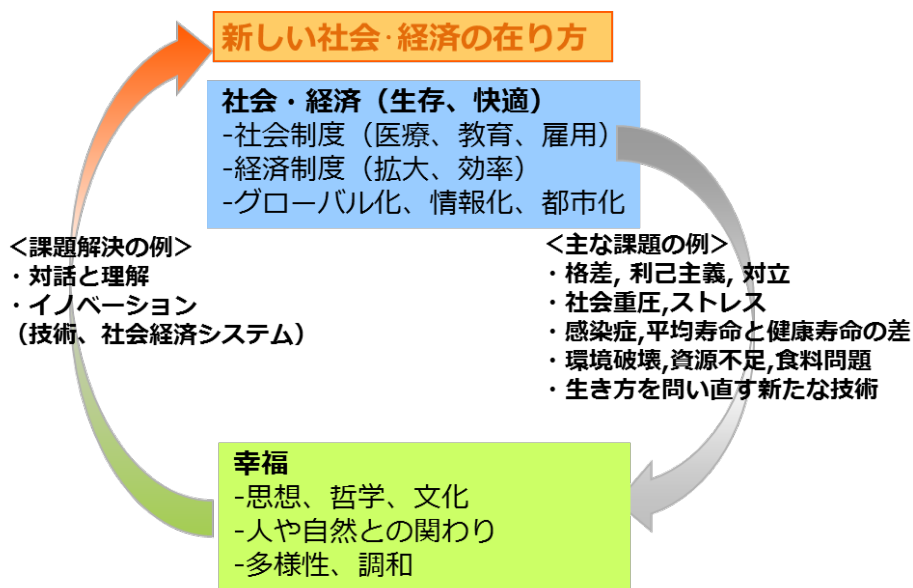 新しい社会･経済の在り方
社会・経済（生存、快適）
-社会制度（医療、教育、雇用）
-経済制度（拡大、効率）
-グローバル化、情報化、都市化
＜課題解決の例＞
・対話と理解
・イノベーション
（技術、社会経済システム）
＜主な課題の例＞
・格差, 利己主義, 対立
・社会重圧,ストレス
・感染症,平均寿命と健康寿命の差
・環境破壊,資源不足,食料問題
・生き方を問い直す新たな技術
幸福
-思想、哲学、文化
-人や自然との関わり
-多様性、調和